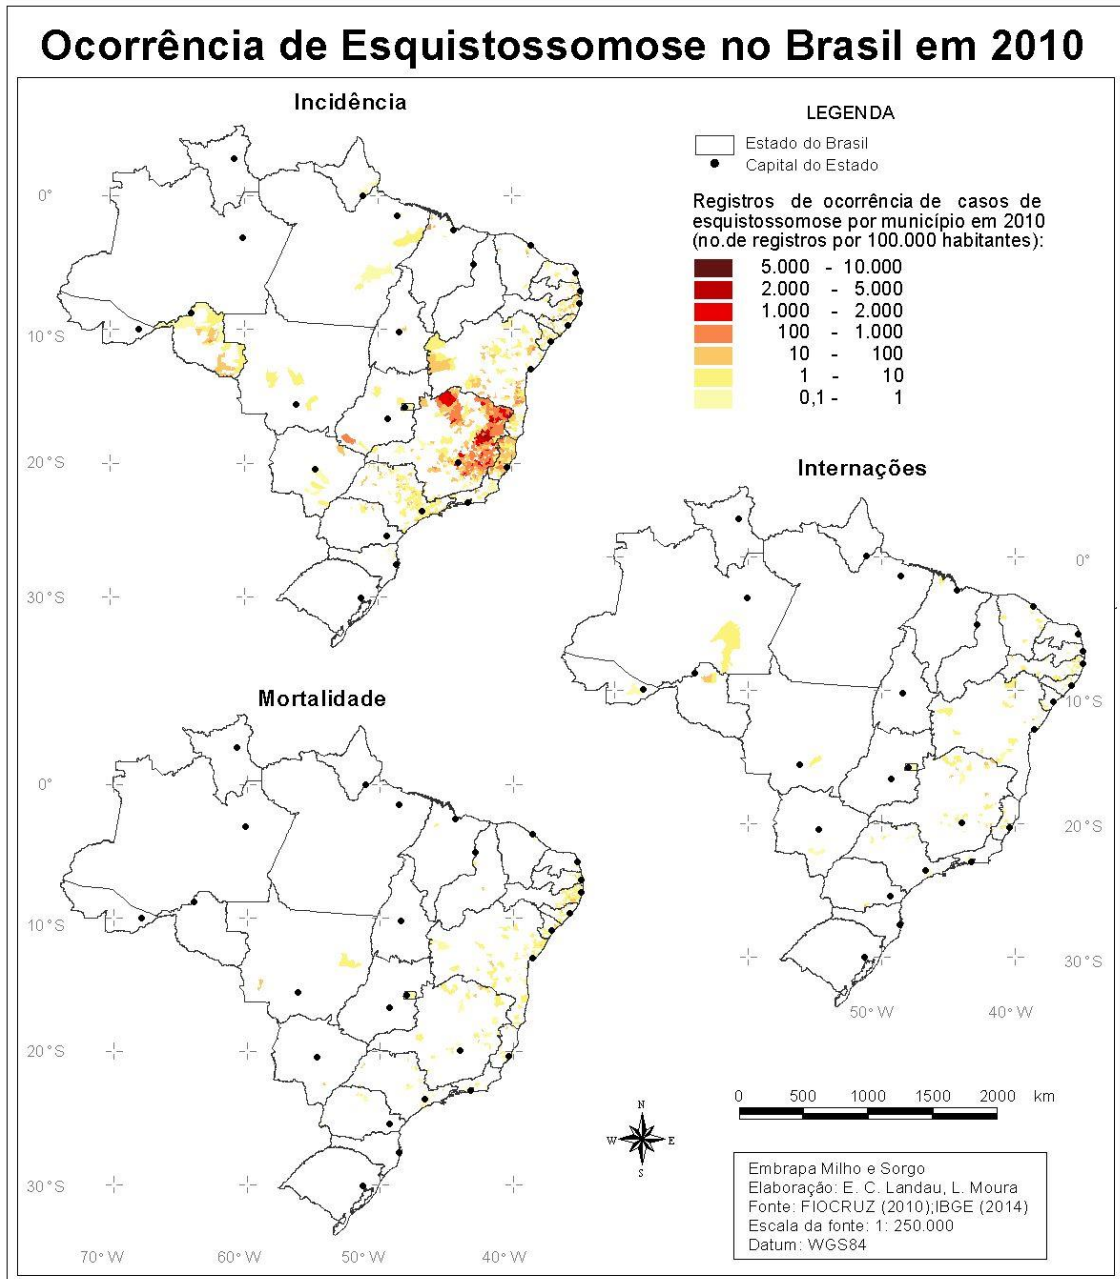 Ocorrência de Esquistossomose no Brasil em 2010
Incidência
LEGENDA
Estado do Brasil
Capital do Estado
Registros de ocorrência de casos de
esquistossomose por município em 2010
(no.de registros por 100.000 habitantes):
5.000 - 10.000
2.000 - 5.000
1.000 - 2.000
100 - 1.000
10 - 100
1 - 10
0,1 - 1
0°
10°S
20°S
30°S
Internações
0°
10°S
20°S
30°S
50° W
40° W
Mortalidade
0°
10°S
20°S
30°S
70° W
60° W
50° W
40° W
N
W
E
S
0 500 1000 1500 2000 km
Embrapa Milho e Sorgo
Elaboração: E. C. Landau, L. Moura
Fonte: FIOCRUZ (2010);IBGE (2014)
Escala da fonte: 1: 250.000
Datum: WGS84